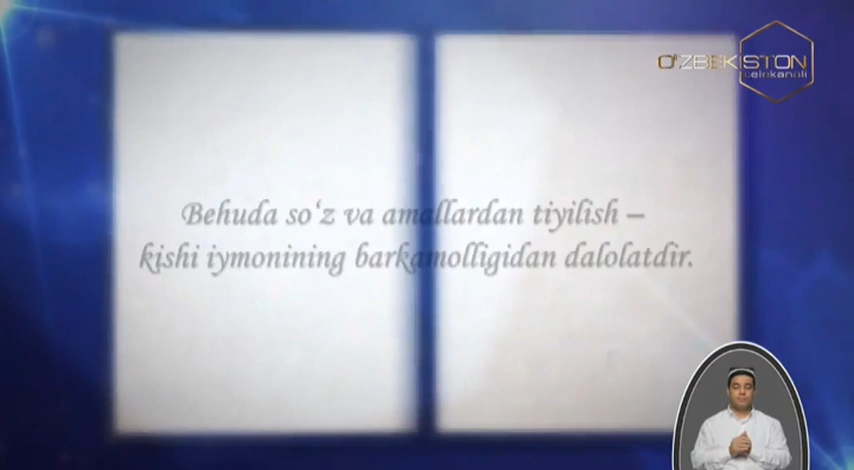 O'ZBEKISTON
telekanali
Behuda so‘z va amallardan tiyilish –
kishi iymonining barkamolligidan dalolatdir.